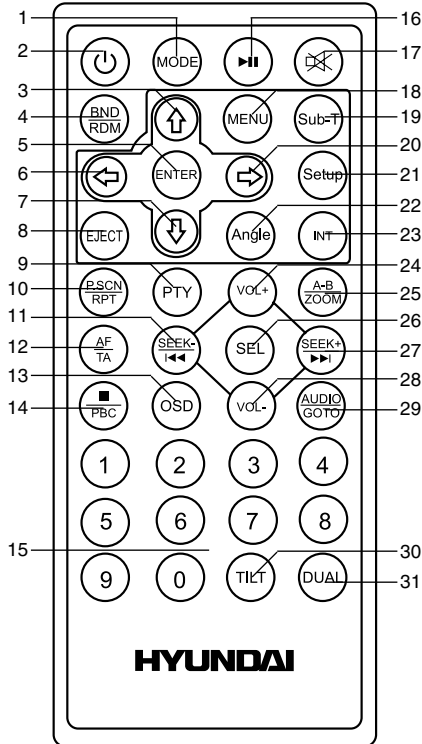 1 16
2 MODE 17
3 18
4 BND MENU Sub-T 19
RDM
5 20
6 ENTER Setup 21
7 22
8 EJECT Angle INT 23
9 24
10 P.SCN PTY VOL+ A-B 25
RPT ZOOM
11 26
12 AF SEEK- SEL SEEK+ 27
TA
13 28
14 PBC OSD VOL- AUDIO 29
GOTO
1 2 3 4
5 6 7 8
15 30
9 0 TILT DUAL 31
HYUNDAI